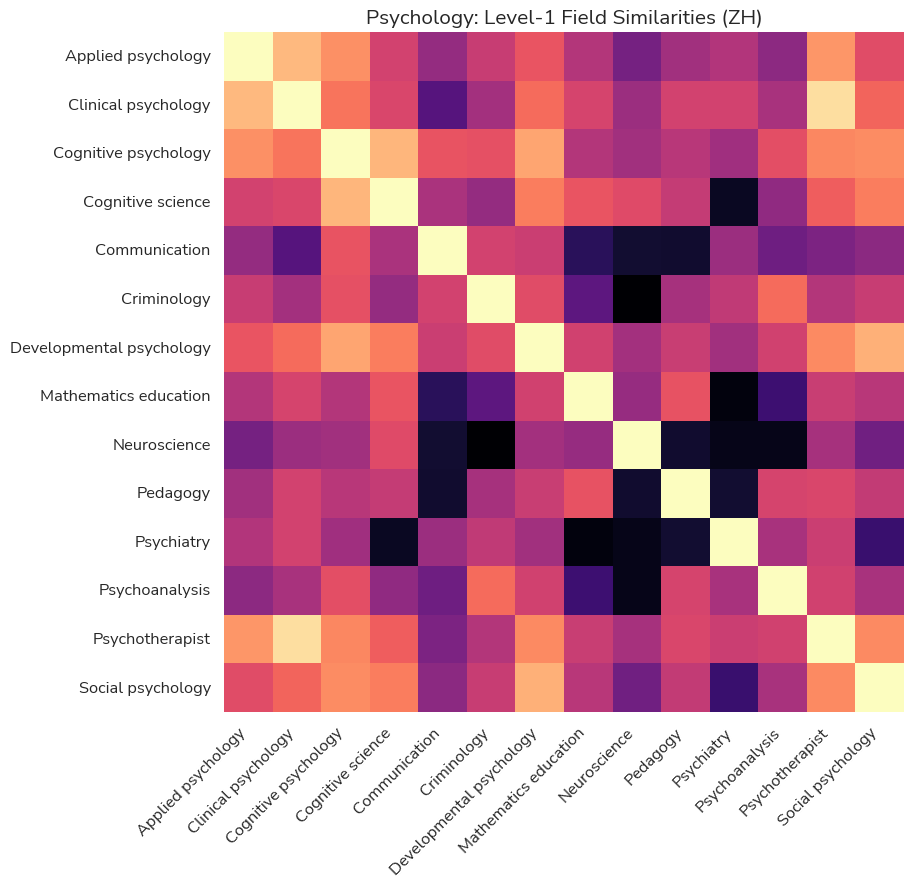 Psychology: Level-1 Field Similarities (ZH)
Applied psychology
Clinical psychology
Cognitive psychology
Cognitive science
Communication
Criminology
Developmental psychology
Mathematics education
Neuroscience
Pedagogy
Psychiatry
Psychoanalysis
Psychotherapist
Social psychology
Applied psychology
Clinical psychology
Cognitive psychology
Cognitive science
Communication
Criminology
Developmental psychology
Mathematics education
Neuroscience
Pedagogy
Psychiatry
Psychoanalysis
Psychotherapist
Social psychology